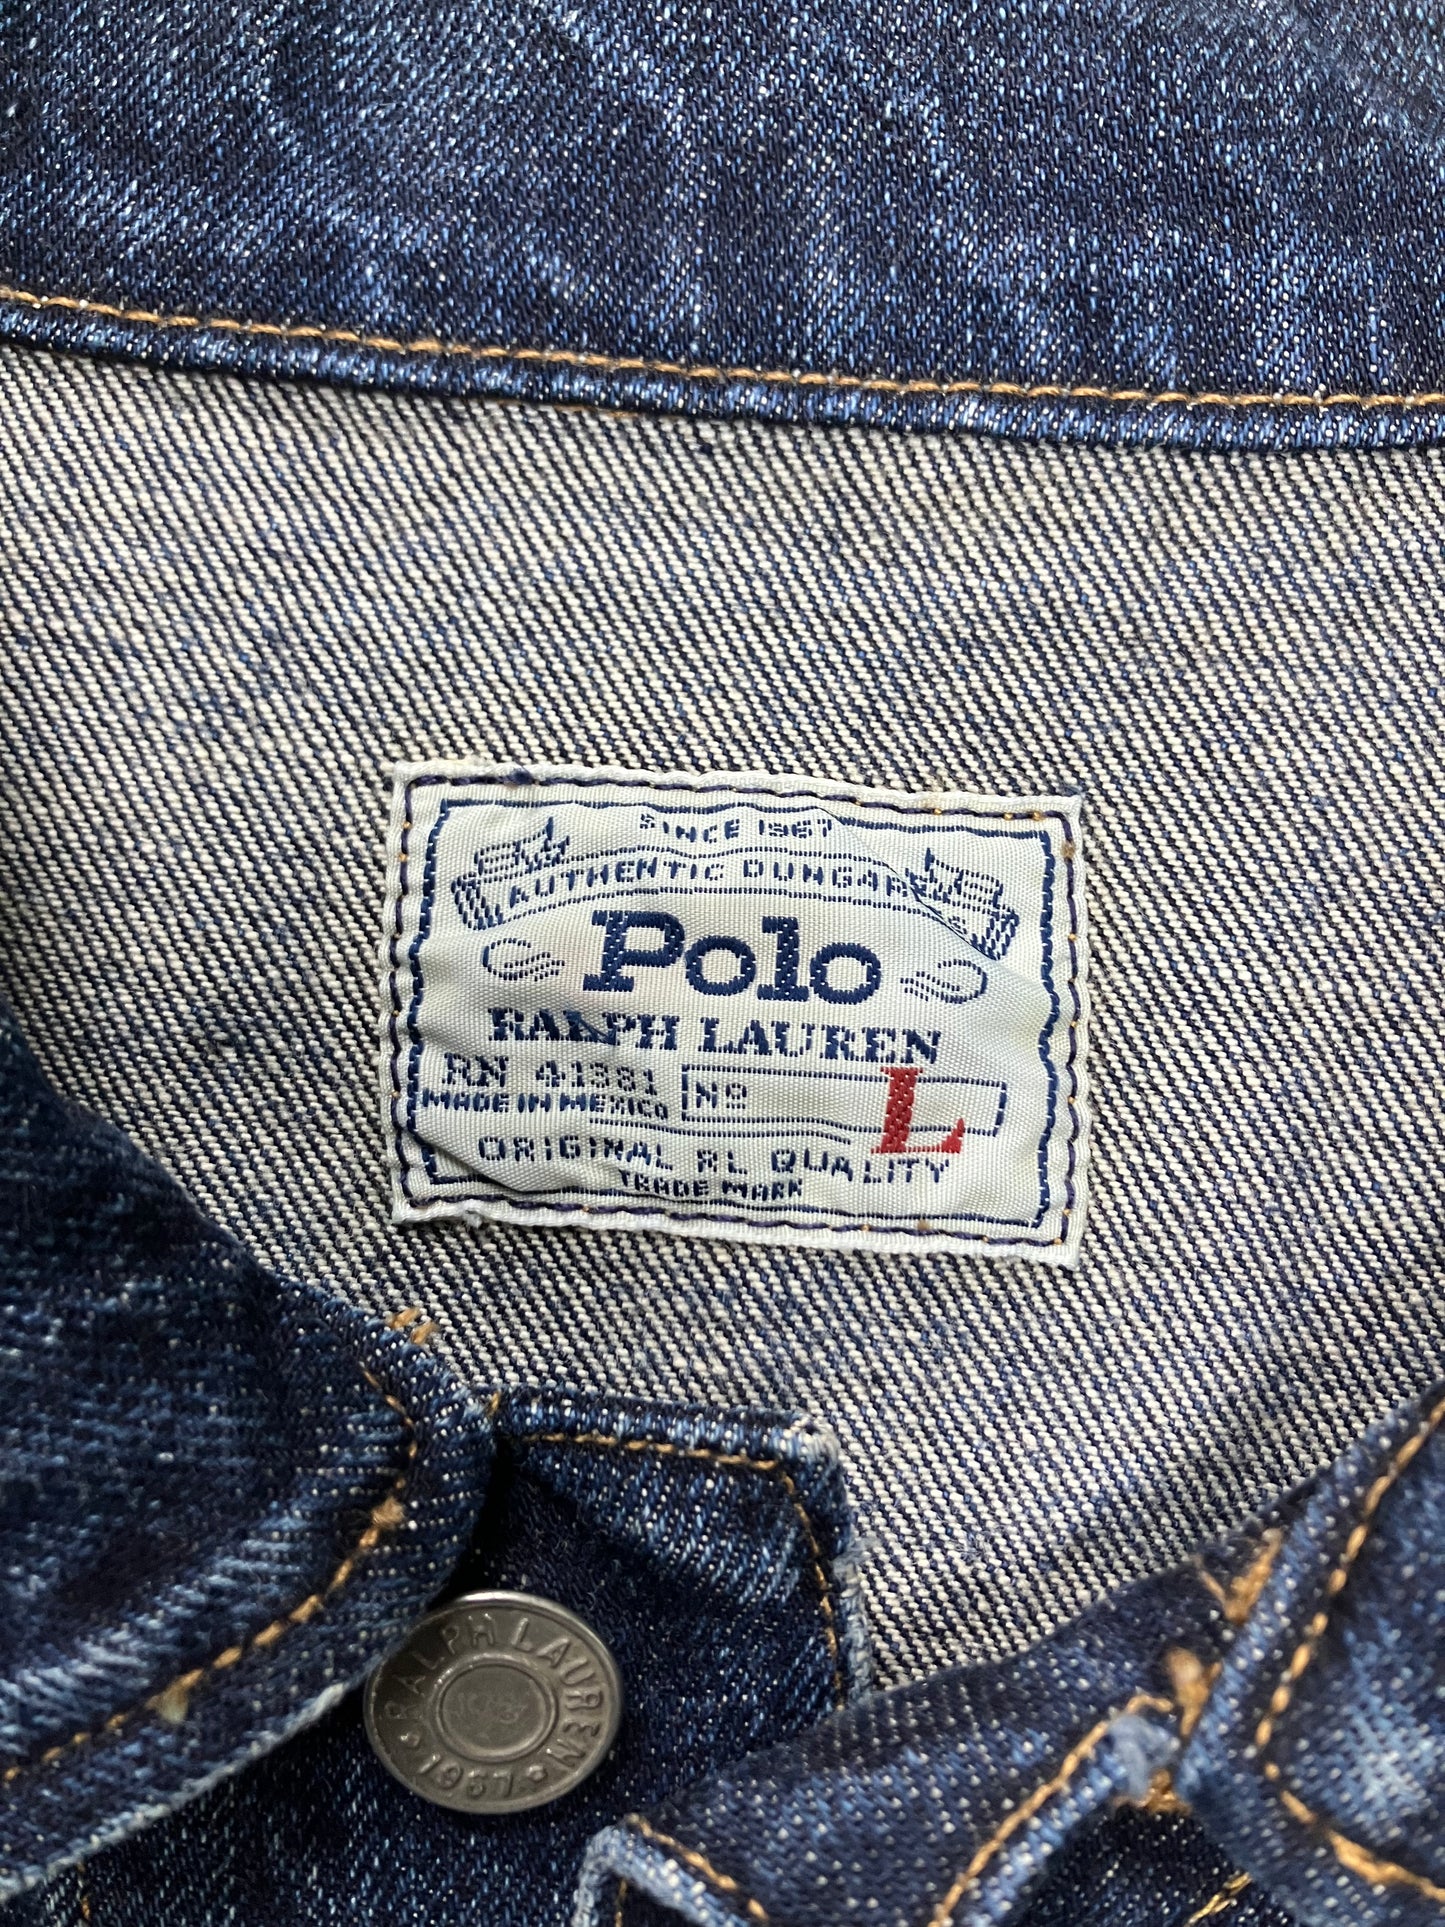 SINCE 1967
AUTHENTIC DUNGAREES
Polo
RALPH LAUREN
RN 41381
MADE IN MEXICO
Nº L
ORIGINAL RL QUALITY
TRADE MARK
RALPH LAUREN
1967